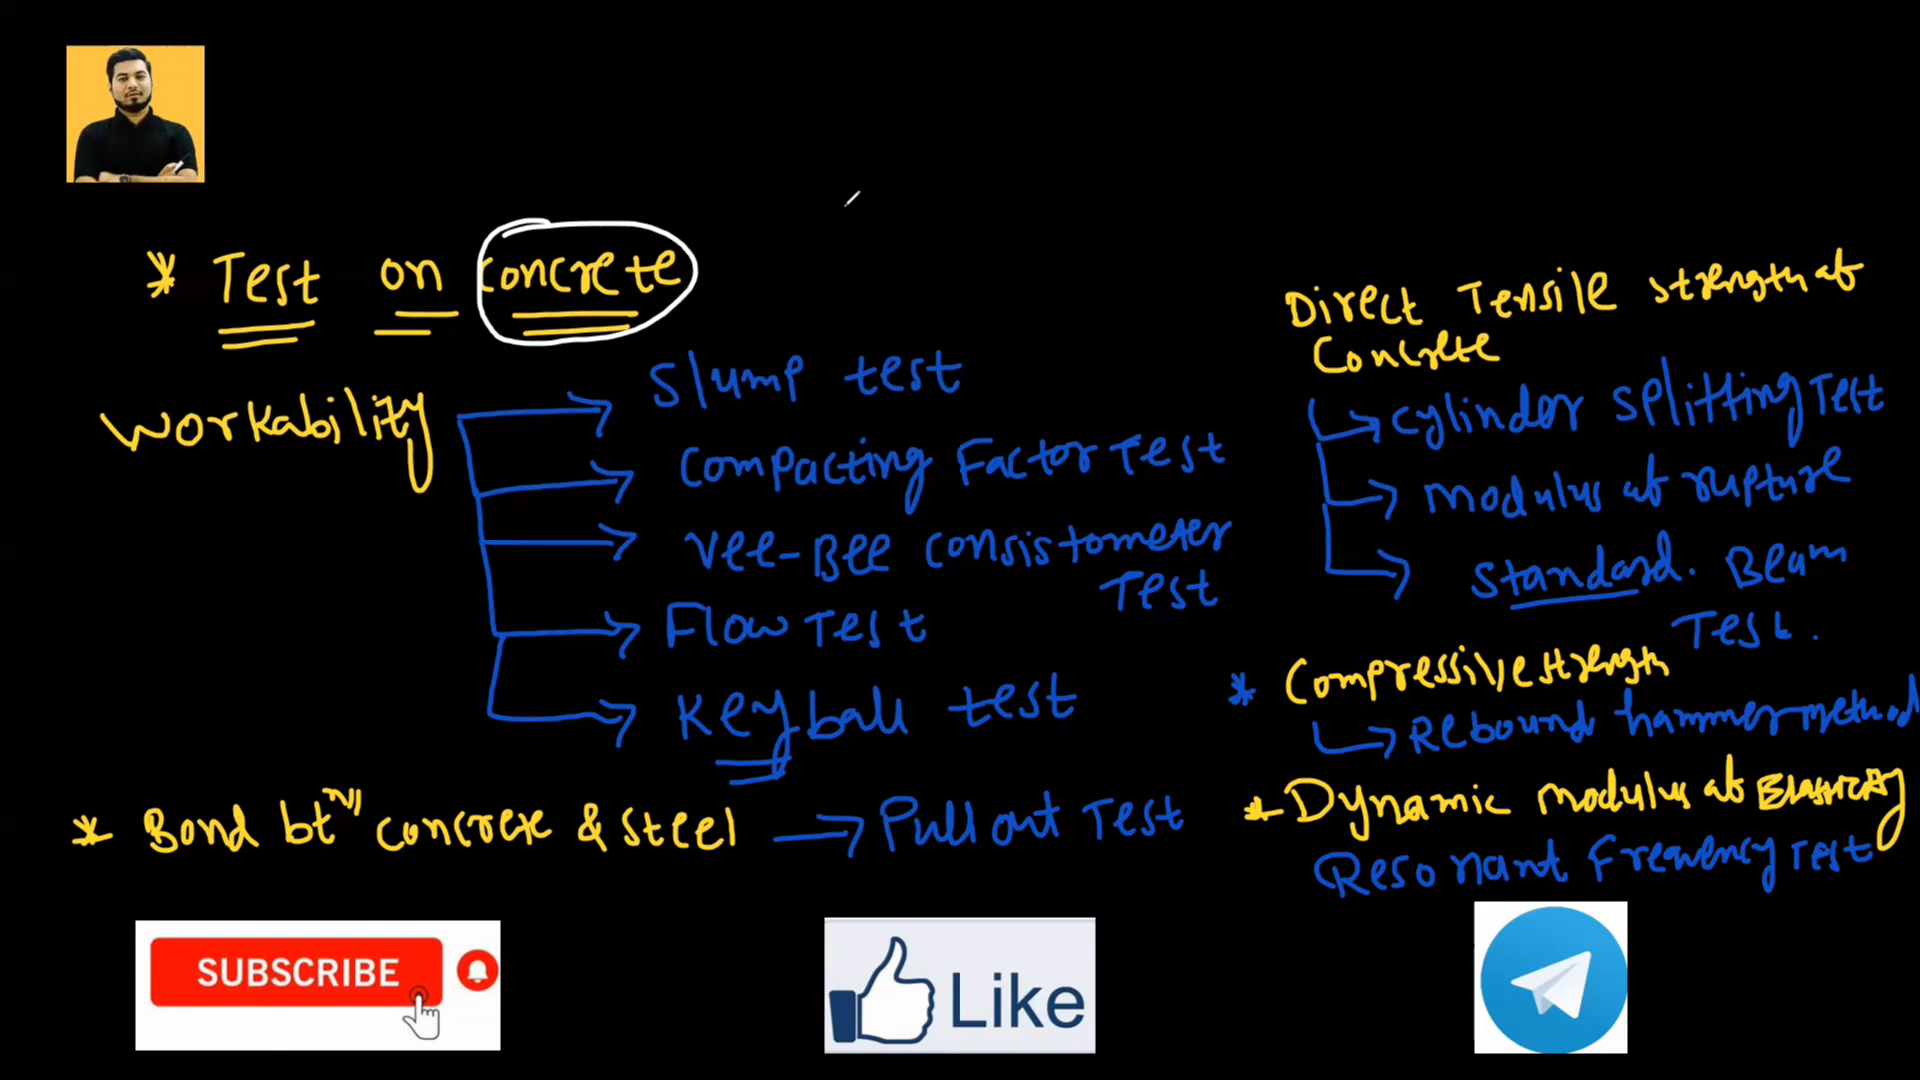 * Test on concrete
Workability
Slump test
Compacting Factor Test
Vee-Bee consistometer
Test
Flow Test
Keyball test
* Bond btⁿ concrete & steel → Pull out Test
Direct Tensile strength of
Concrete
Cylinder splitting Test
Modulus of rupture
Standard. Beam
Test.
* Compressive strength
Rebound hammer method
* Dynamic modulus of Elasticity
Resonant Frequency Test
SUBSCRIBE
Like